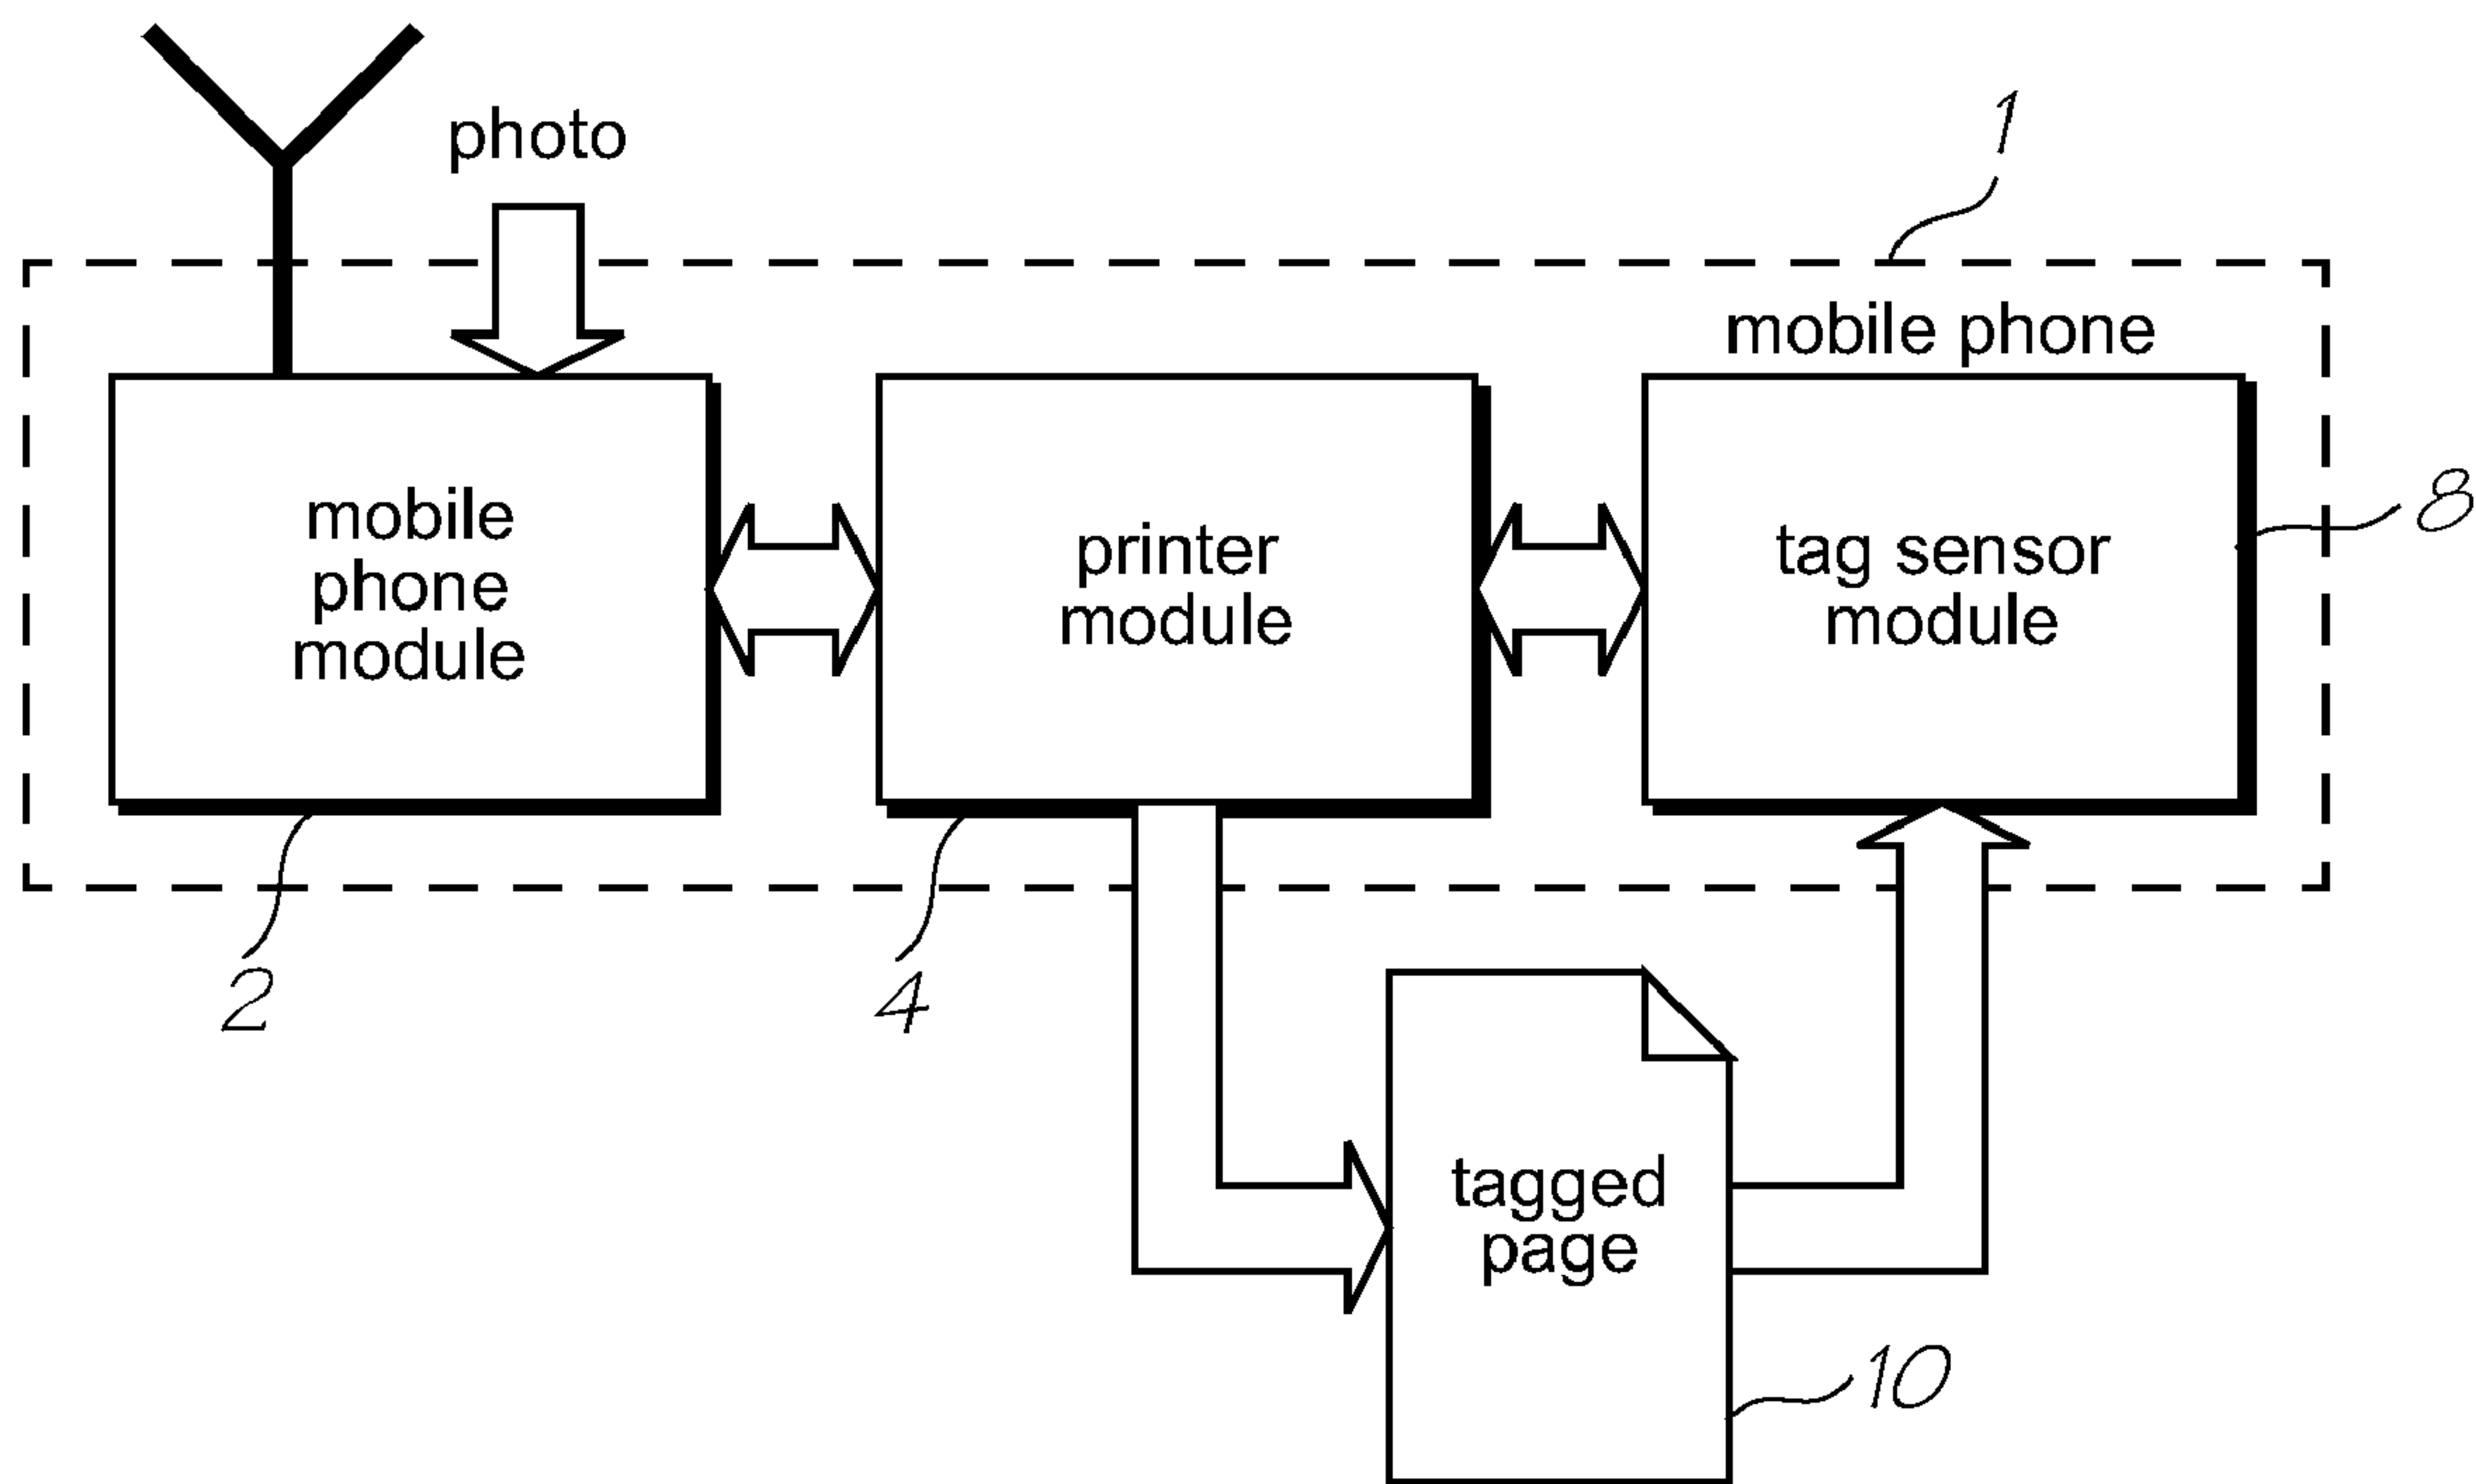 photo
1
mobile phone
mobile
phone
module
printer
module
tag sensor
module
8
2
4
tagged
page
10